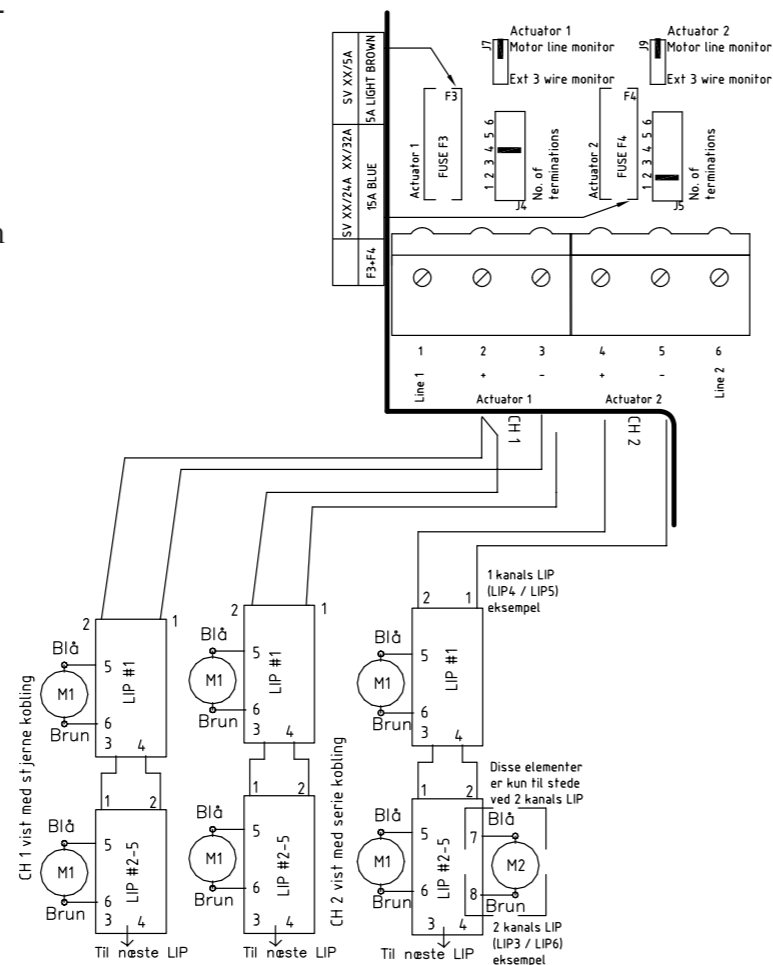 Actuator 1
Motor line monitor
Ext 3 wire monitor
J7
Actuator 2
Motor line monitor
Ext 3 wire monitor
J9
SV XX/5A
5A LIGHT BROWN
SV XX/24A XX/32A
15A BLUE
F3+F4
Actuator 1
FUSE F3
F3
1 2 3 4 5 6
J4
No. of
terminations
Actuator 2
FUSE F4
F4
1 2 3 4 5 6
J5
No. of
terminations
1 2 3 4 5 6
Line 1 + - + - Line 2
Actuator 1 Actuator 2
CH 1
CH 2
1 kanals LIP
(LIP4 / LIP5)
eksempel
CH 1 vist med stjerne kobling
2 1
Blå
5
M1
LIP #1
6
Brun
3 4
1 2
Blå
5
M1
LIP #2-5
6
Brun
3 4
Til næste LIP
2 1
Blå
5
M1
LIP #1
6
Brun
3 4
1 2
Blå
5
M1
LIP #2-5
6
Brun
3 4
Til næste LIP
CH 2 vist med serie kobling
2 1
Blå
5
M1
LIP #1
6
Brun
3 4
Disse elementer
er kun til stede
ved 2 kanals LIP
1 2
Blå
5
M1
LIP #2-5
6
Brun
3 4
Blå
7
M2
8
Brun
Til næste LIP
2 kanals LIP
(LIP3 / LIP6)
eksempel